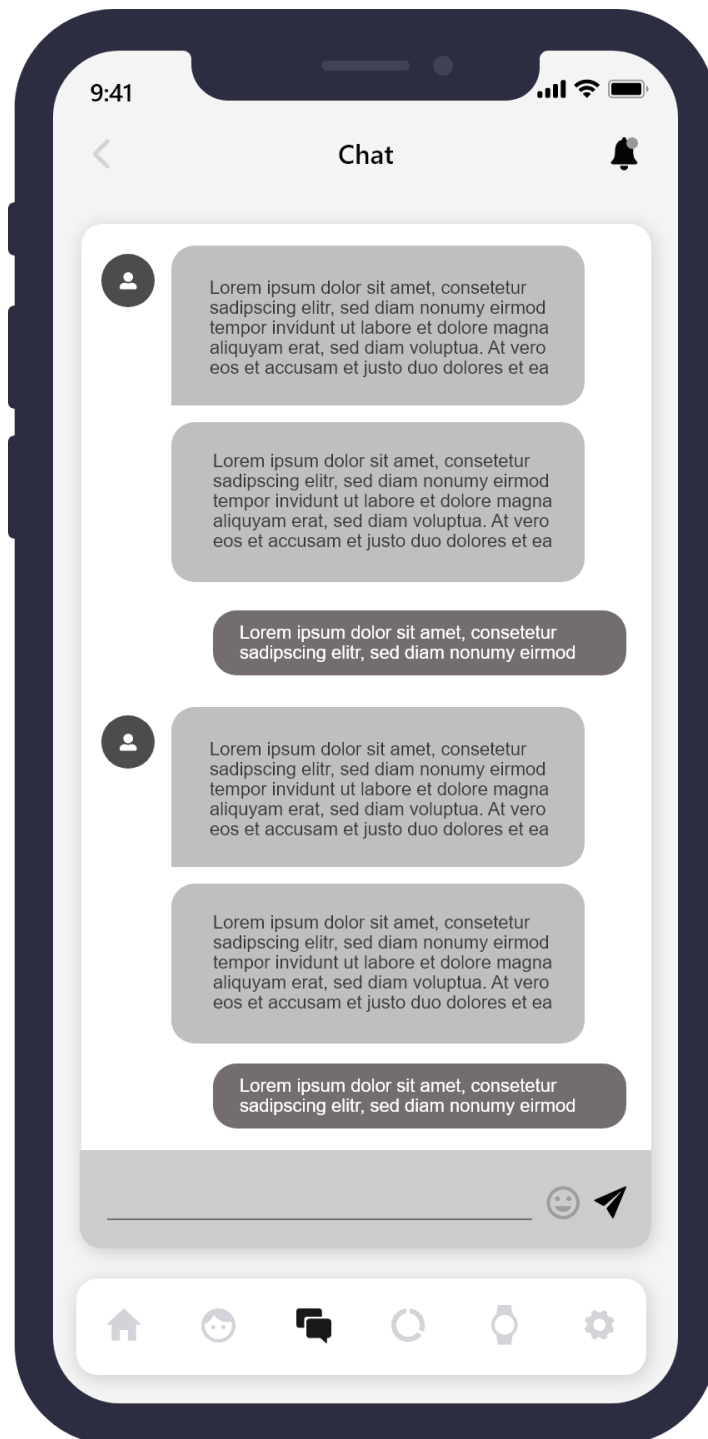 9:41
Chat
Lorem ipsum dolor sit amet, consetetur
sadipscing elitr, sed diam nonumy eirmod
tempor invidunt ut labore et dolore magna
aliquyam erat, sed diam voluptua. At vero
eos et accusam et justo duo dolores et ea
Lorem ipsum dolor sit amet, consetetur
sadipscing elitr, sed diam nonumy eirmod
tempor invidunt ut labore et dolore magna
aliquyam erat, sed diam voluptua. At vero
eos et accusam et justo duo dolores et ea
Lorem ipsum dolor sit amet, consetetur
sadipscing elitr, sed diam nonumy eirmod
Lorem ipsum dolor sit amet, consetetur
sadipscing elitr, sed diam nonumy eirmod
tempor invidunt ut labore et dolore magna
aliquyam erat, sed diam voluptua. At vero
eos et accusam et justo duo dolores et ea
Lorem ipsum dolor sit amet, consetetur
sadipscing elitr, sed diam nonumy eirmod
tempor invidunt ut labore et dolore magna
aliquyam erat, sed diam voluptua. At vero
eos et accusam et justo duo dolores et ea
Lorem ipsum dolor sit amet, consetetur
sadipscing elitr, sed diam nonumy eirmod